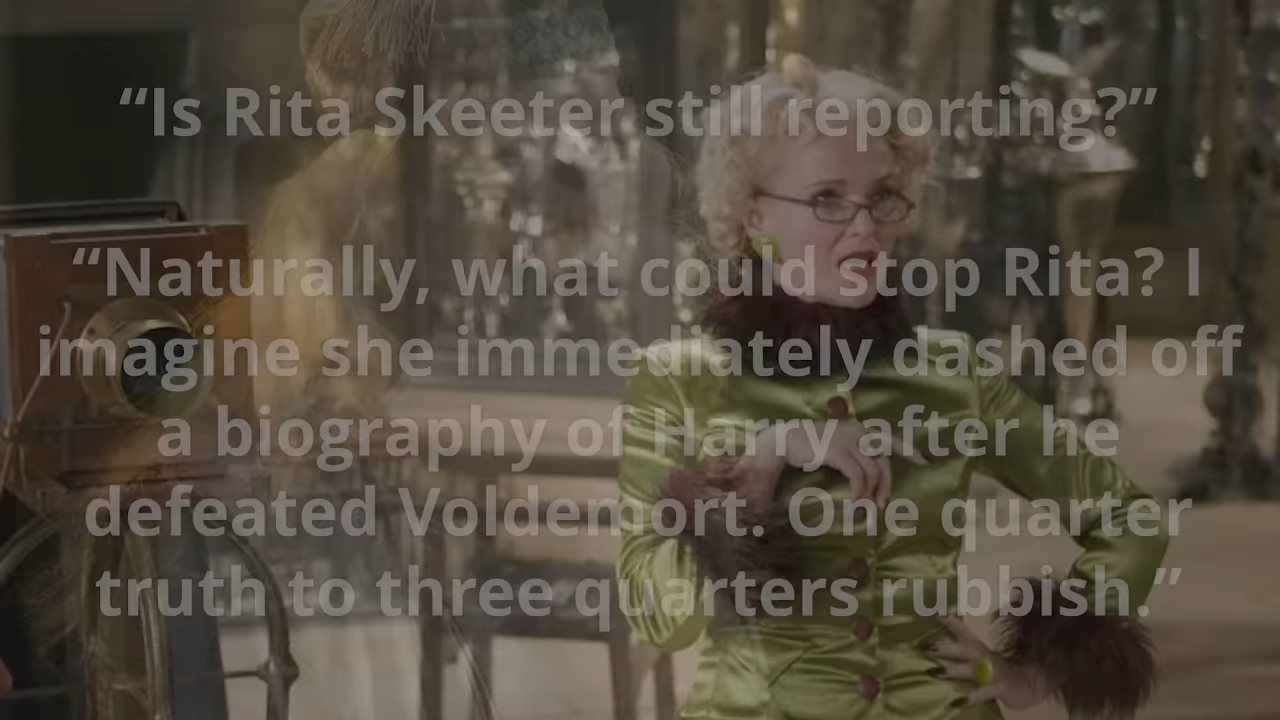 “Is Rita Skeeter still reporting?”
“Naturally, what could stop Rita? I
imagine she immediately dashed off
a biography of Harry after he
defeated Voldemort. One quarter
truth to three quarters rubbish.”